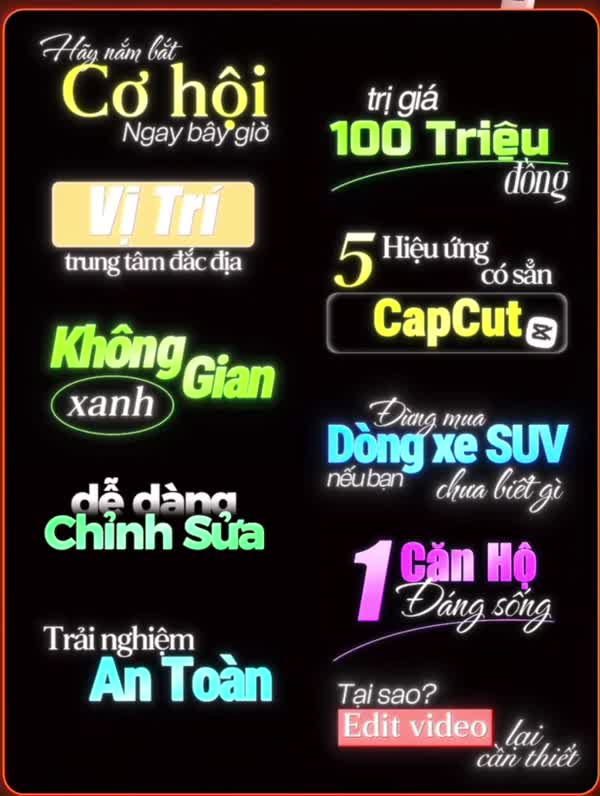 Hãy nắm bắt
Cơ hội
Ngay bây giờ
Vị Trí
trung tâm đắc địa
Không
Gian
xanh
dễ dàng
Chỉnh Sửa
Trải nghiệm
An Toàn
trị giá
100 Triệu
đồng
5 Hiệu ứng
có sẳn
CapCut
Đừng mua
Dòng xe SUV
nếu bạn
chưa biết gì
1 Căn Hộ
Đáng sống
Tại sao?
Edit video
lại
cần thiết